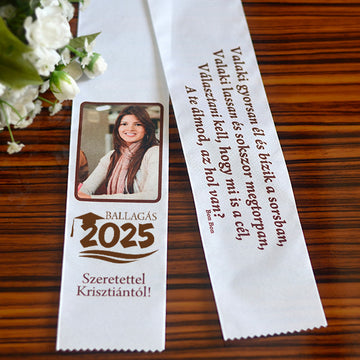 BALLAGÁS
2025
Szeretettel
Krisztiántól!
Valaki gyorsan él és bízik a sorsban,
Valaki lassan és sokszor megtorpan,
Választani kell, hogy mi is a cél,
A te álmod, az hol van?
Bon Bon